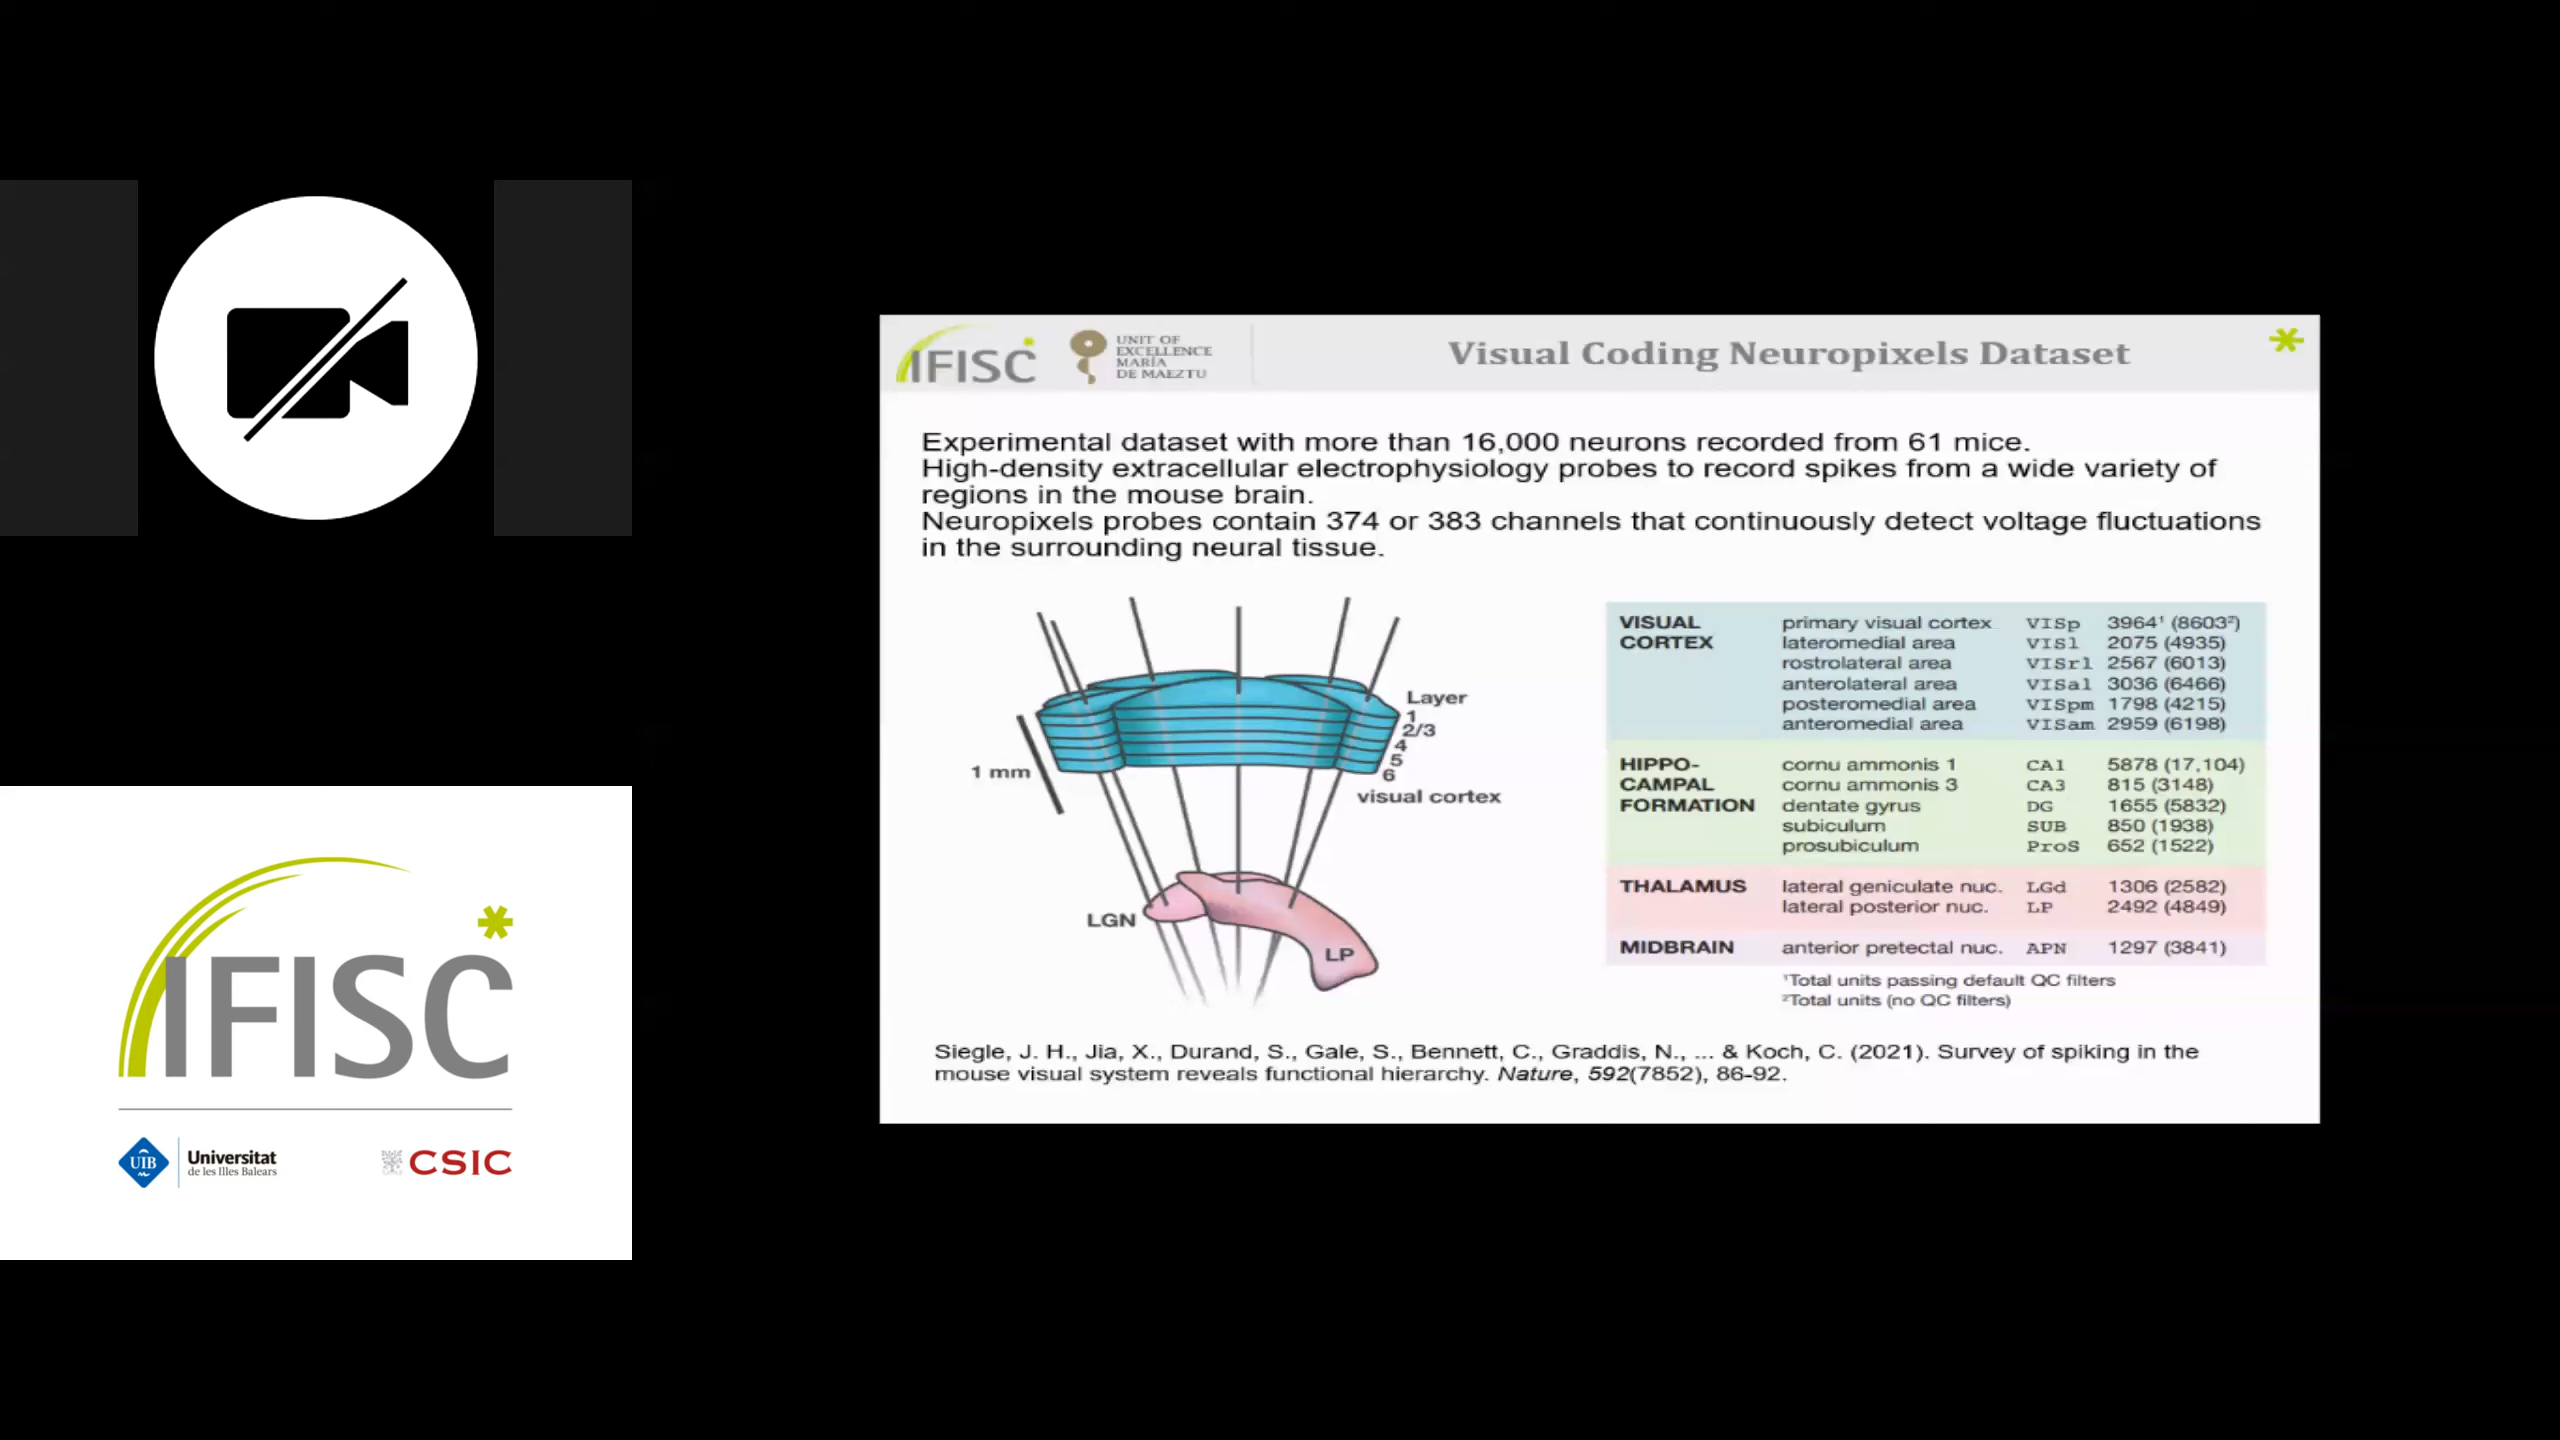 IFISC
UNIT OF
EXCELLENCE
MARÍA
DE MAEZTU
Visual Coding Neuropixels Dataset
Experimental dataset with more than 16,000 neurons recorded from 61 mice.
High-density extracellular electrophysiology probes to record spikes from a wide variety of
regions in the mouse brain.
Neuropixels probes contain 374 or 383 channels that continuously detect voltage fluctuations
in the surrounding neural tissue.
Layer
1
2/3
4
5
6
1 mm
visual cortex
LGN
LP
VISUAL primary visual cortex VISp 3964¹ (8603²)
CORTEX lateromedial area VISl 2075 (4935)
rostrolateral area VISrl 2567 (6013)
anterolateral area VISal 3036 (6466)
posteromedial area VISpm 1798 (4215)
anteromedial area VISam 2959 (6198)
HIPPO- cornu ammonis 1 CA1 5878 (17,104)
CAMPAL cornu ammonis 3 CA3 815 (3148)
FORMATION dentate gyrus DG 1655 (5832)
subiculum SUB 850 (1938)
prosubiculum ProS 652 (1522)
THALAMUS lateral geniculate nuc. LGd 1306 (2582)
lateral posterior nuc. LP 2492 (4849)
MIDBRAIN anterior pretectal nuc. APN 1297 (3841)
¹Total units passing default QC filters
²Total units (no QC filters)
Siegle, J. H., Jia, X., Durand, S., Gale, S., Bennett, C., Graddis, N., ... & Koch, C. (2021). Survey of spiking in the
mouse visual system reveals functional hierarchy. Nature, 592(7852), 86-92.
IFISC
UIB
Universitat
de les Illes Balears
CSIC